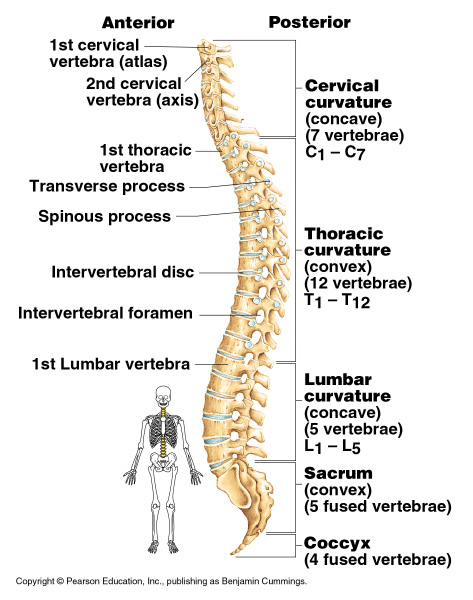 Anterior
Posterior
1st cervical
vertebra (atlas)
2nd cervical
vertebra (axis)
Cervical
curvature
(concave)
(7 vertebrae)
C1 – C7
1st thoracic
vertebra
Transverse process
Spinous process
Thoracic
curvature
(convex)
(12 vertebrae)
T1 – T12
Intervertebral disc
Intervertebral foramen
1st Lumbar vertebra
Lumbar
curvature
(concave)
(5 vertebrae)
L1 – L5
Sacrum
(convex)
(5 fused vertebrae)
Coccyx
(4 fused vertebrae)
Copyright © Pearson Education, Inc., publishing as Benjamin Cummings.